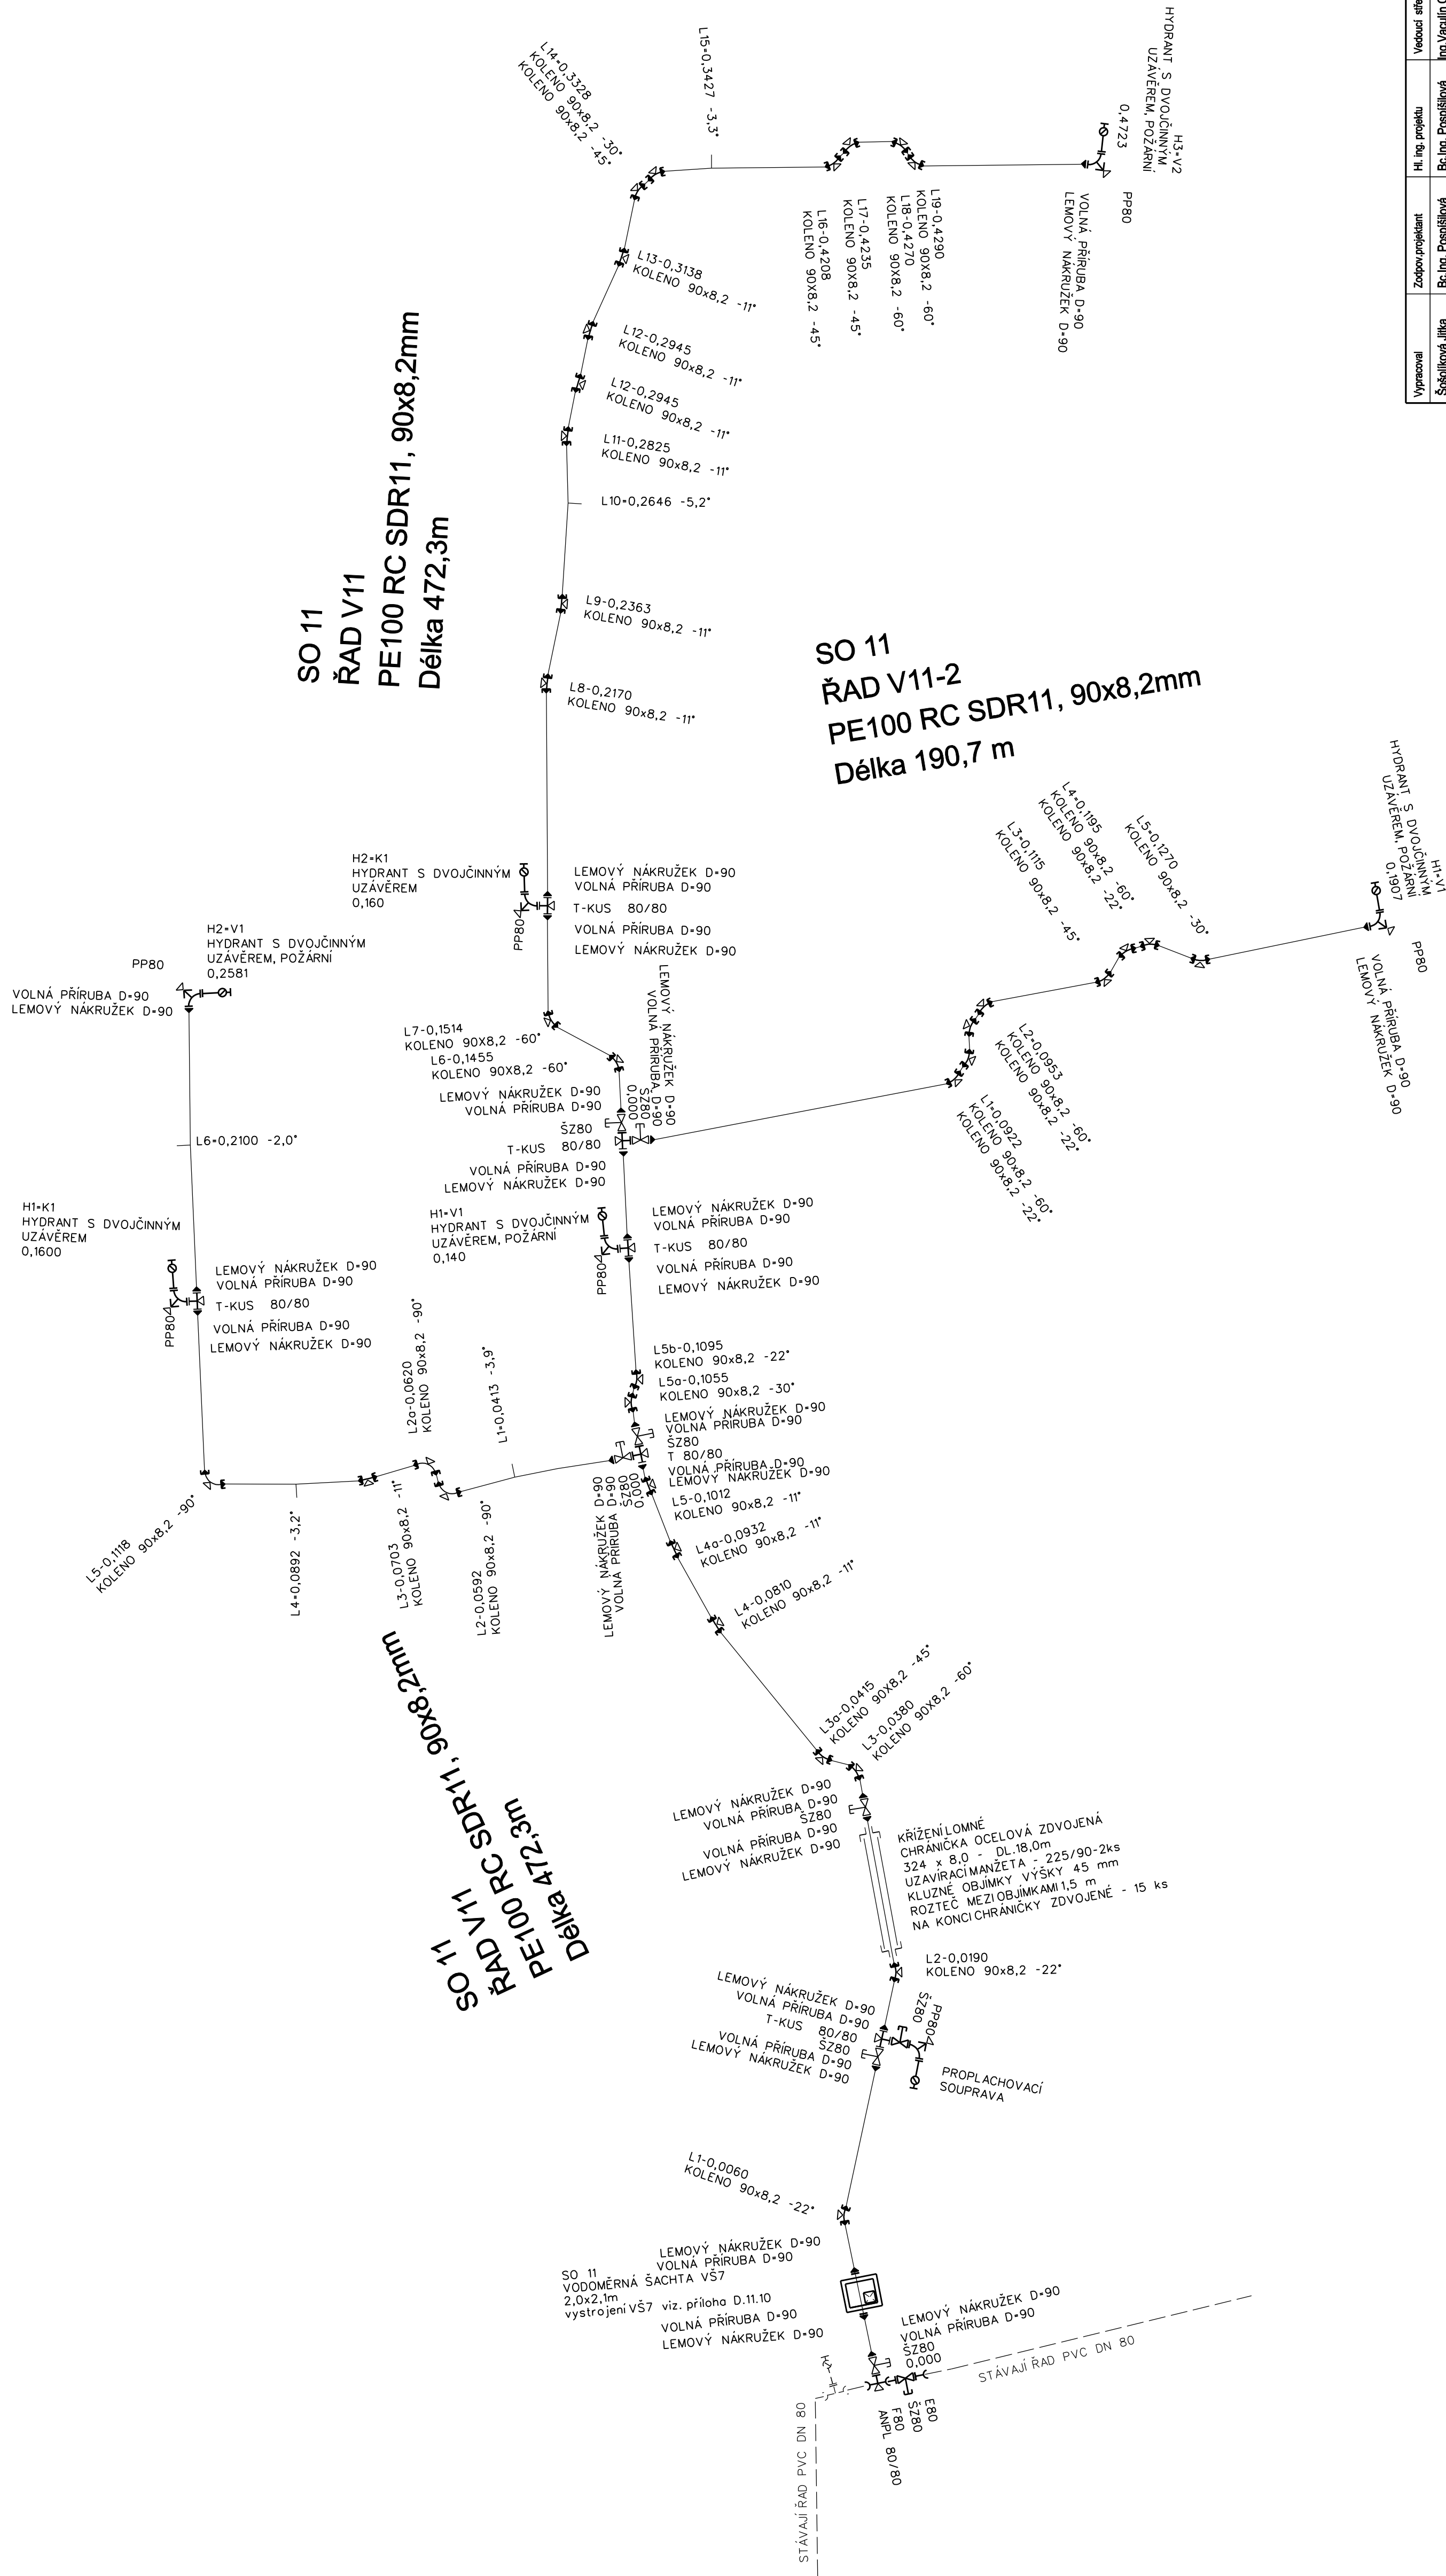 Vypracoval
Šošolíková Jitka
Zodpov.projektant
Bc.Ing. Pospíšilová
Hl. ing. projektu
Bc.Ing. Pospíšilová
HYDRANT S DVOJČINNÝM
UZÁVĚREM, POŽÁRNÍ
H3=V2
0,4723
PP80
VOLNÁ PŘÍRUBA D=90
LEMOVÝ NÁKRUŽEK D=90
L19-0,4290
KOLENO 90X8,2 -60°
L18-0,4270
KOLENO 90X8,2 -60°
L17-0,4235
KOLENO 90X8,2 -45°
L16-0,4208
KOLENO 90X8,2 -45°
L15=0,3427 -3,3°
L14=0,3328
KOLENO 90x8,2 -30°
KOLENO 90x8,2 -45°
L13-0,3138
KOLENO 90x8,2 -11°
L12-0,2945
KOLENO 90x8,2 -11°
L12-0,2945
KOLENO 90x8,2 -11°
L11-0,2825
KOLENO 90x8,2 -11°
L10=0,2646 -5,2°
L9-0,2363
KOLENO 90x8,2 -11°
L8-0,2170
KOLENO 90x8,2 -11°
SO 11
ŘAD V11
PE100 RC SDR11, 90x8,2mm
Délka 472,3m
SO 11
ŘAD V11-2
PE100 RC SDR11, 90x8,2mm
Délka 190,7 m
HYDRANT S DVOJČINNÝM
UZÁVĚREM, POŽÁRNÍ
H1=V1
0,1907
PP80
VOLNÁ PŘÍRUBA D=90
LEMOVÝ NÁKRUŽEK D=90
L5=0,1270
KOLENO 90x8,2 -30°
L4=0,1195
KOLENO 90x8,2 -60°
KOLENO 90x8,2 -22°
L3=0,1115
KOLENO 90x8,2 -45°
L2=0,0953
KOLENO 90x8,2 -60°
KOLENO 90x8,2 -22°
L1=0,0922
KOLENO 90x8,2 -60°
KOLENO 90x8,2 -22°
H2=K1
HYDRANT S DVOJČINNÝM
UZÁVĚREM
0,160
PP80
LEMOVÝ NÁKRUŽEK D=90
VOLNÁ PŘÍRUBA D=90
T-KUS 80/80
VOLNÁ PŘÍRUBA D=90
LEMOVÝ NÁKRUŽEK D=90
H2=V1
HYDRANT S DVOJČINNÝM
UZÁVĚREM, POŽÁRNÍ
0,2581
PP80
VOLNÁ PŘÍRUBA D=90
LEMOVÝ NÁKRUŽEK D=90
L7-0,1514
KOLENO 90X8,2 -60°
L6-0,1455
KOLENO 90X8,2 -60°
LEMOVÝ NÁKRUŽEK D=90
VOLNÁ PŘÍRUBA D=90
ŠZ80
0,000
LEMOVÝ NÁKRUŽEK D=90
VOLNÁ PŘÍRUBA D=90
ŠZ80
T-KUS 80/80
VOLNÁ PŘÍRUBA D=90
LEMOVÝ NÁKRUŽEK D=90
L6=0,2100 -2,0°
H1=K1
HYDRANT S DVOJČINNÝM
UZÁVĚREM
0,1600
PP80
LEMOVÝ NÁKRUŽEK D=90
VOLNÁ PŘÍRUBA D=90
T-KUS 80/80
VOLNÁ PŘÍRUBA D=90
LEMOVÝ NÁKRUŽEK D=90
H1=V1
HYDRANT S DVOJČINNÝM
UZÁVĚREM, POŽÁRNÍ
0,140
PP80
LEMOVÝ NÁKRUŽEK D=90
VOLNÁ PŘÍRUBA D=90
T-KUS 80/80
VOLNÁ PŘÍRUBA D=90
LEMOVÝ NÁKRUŽEK D=90
L5b-0,1095
KOLENO 90x8,2 -22°
L5a-0,1055
KOLENO 90x8,2 -30°
LEMOVÝ NÁKRUŽEK D=90
VOLNÁ PŘÍRUBA D=90
ŠZ80
T 80/80
VOLNÁ PŘÍRUBA D=90
LEMOVÝ NÁKRUŽEK D=90
0,000
ŠZ80
VOLNÁ PŘÍRUBA D=90
LEMOVÝ NÁKRUŽEK D=90
L1=0,0413 -3,9°
L2a-0,0620
KOLENO 90x8,2 -90°
L2-0,0592
KOLENO 90x8,2 -90°
L3-0,0703
KOLENO 90x8,2 -11°
L4=0,0892 -3,2°
L5-0,1118
KOLENO 90x8,2 -90°
L5-0,1012
KOLENO 90x8,2 -11°
L4a-0,0932
KOLENO 90x8,2 -11°
L4-0,0810
KOLENO 90x8,2 -11°
L3a-0,0415
KOLENO 90X8,2 -45°
L3-0,0380
KOLENO 90X8,2 -60°
SO 11
ŘAD V11
PE100 RC SDR11, 90x8,2mm
Délka 472,3m
LEMOVÝ NÁKRUŽEK D=90
VOLNÁ PŘÍRUBA D=90
ŠZ80
VOLNÁ PŘÍRUBA D=90
LEMOVÝ NÁKRUŽEK D=90
KŘÍŽENÍ LOMNÉ
CHRÁNIČKA OCELOVÁ ZDVOJENÁ
324 x 8,0 - DL.18,0m
UZAVÍRACÍ MANŽETA - 225/90-2ks
KLUZNÉ OBJÍMKY VÝŠKY 45 mm
ROZTEČ MEZI OBJÍMKAMI 1,5 m
NA KONCI CHRÁNIČKY ZDVOJENÉ - 15 ks
L2-0,0190
KOLENO 90x8,2 -22°
LEMOVÝ NÁKRUŽEK D=90
VOLNÁ PŘÍRUBA D=90
T-KUS 80/80
ŠZ80
VOLNÁ PŘÍRUBA D=90
LEMOVÝ NÁKRUŽEK D=90
ŠZ80
PP80
PROPLACHOVACÍ
SOUPRAVA
L1-0,0060
KOLENO 90x8,2 -22°
LEMOVÝ NÁKRUŽEK D=90
VOLNÁ PŘÍRUBA D=90
SO 11
VODOMĚRNÁ ŠACHTA VŠ7
2,0x2,1m
vystrojení VŠ7 viz. příloha D.11.10
VOLNÁ PŘÍRUBA D=90
LEMOVÝ NÁKRUŽEK D=90
LEMOVÝ NÁKRUŽEK D=90
VOLNÁ PŘÍRUBA D=90
ŠZ80
0,000
STÁVAJÍ ŘAD PVC DN 80
E80
ŠZ80
F80
ANPL 80/80
STÁVAJÍ ŘAD PVC DN 80